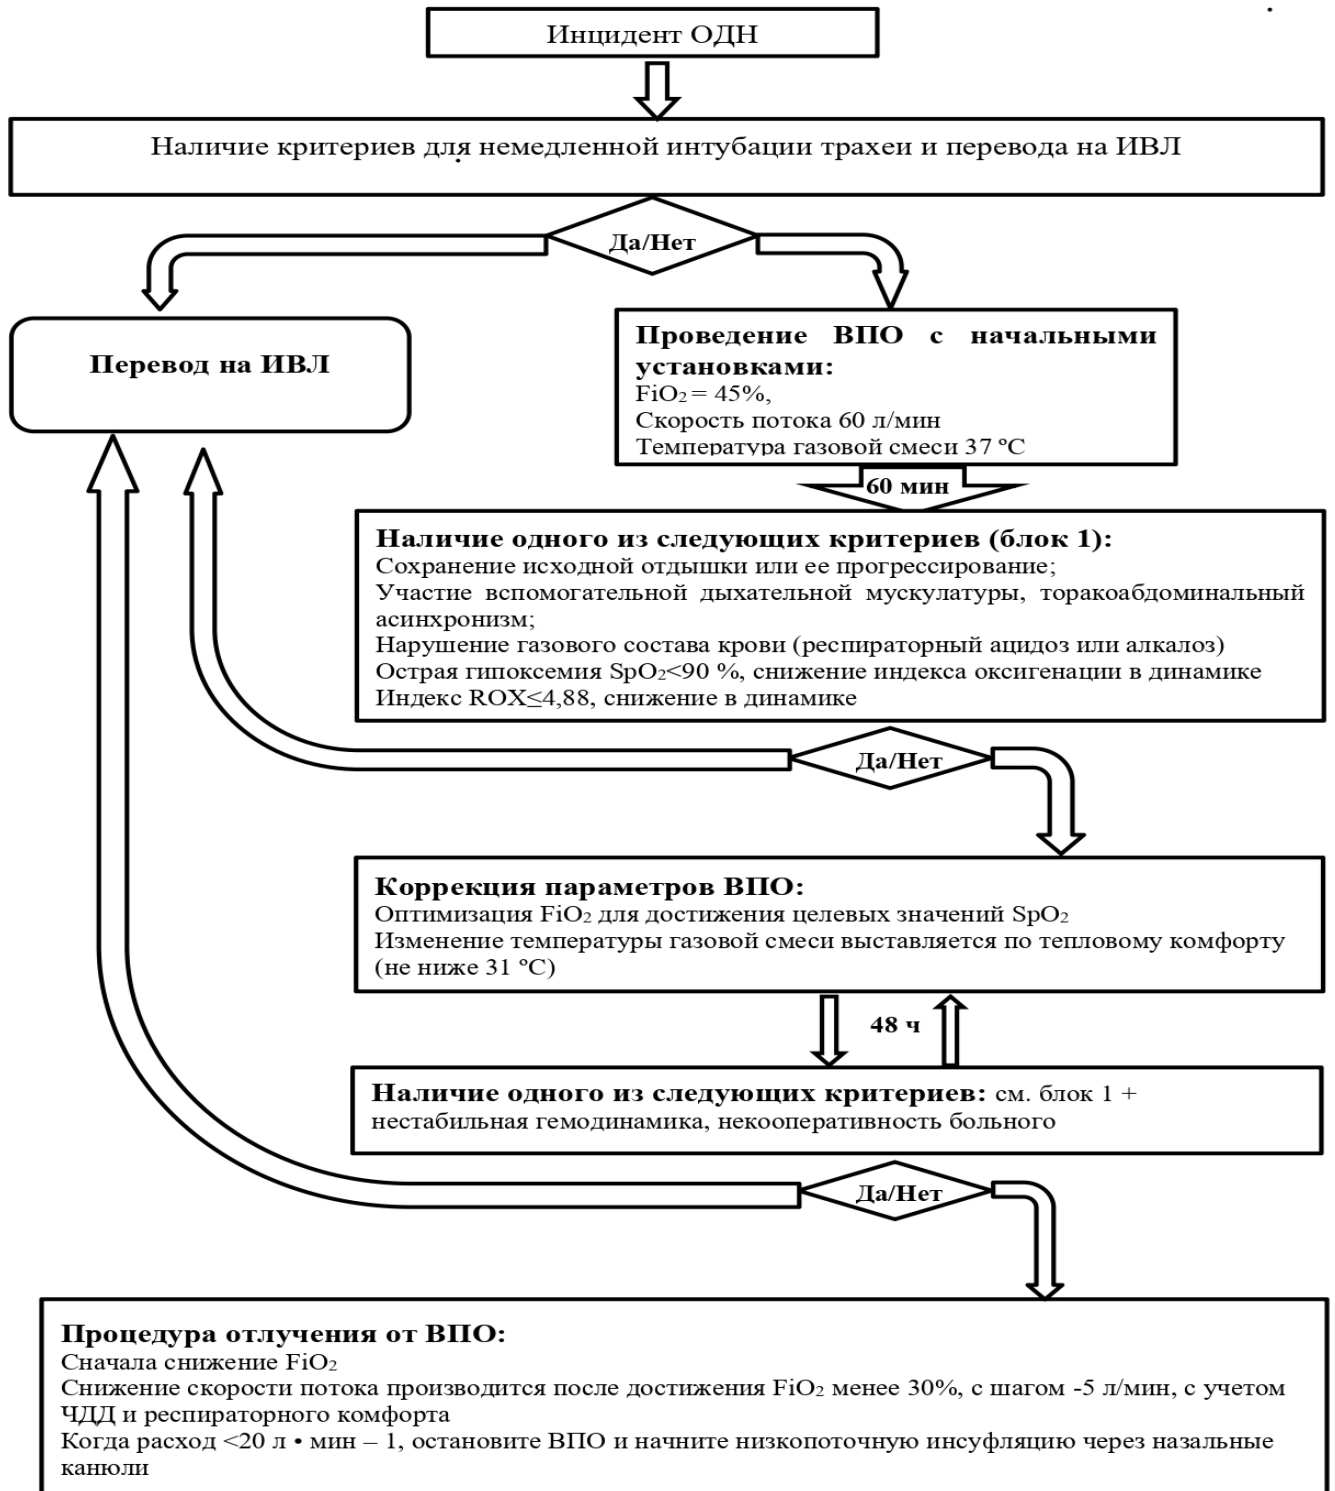 Инцидент ОДН
Наличие критериев для немедленной интубации трахеи и перевода на ИВЛ
Да/Нет
Перевод на ИВЛ
Проведение ВПО с начальными
установками:
FiO₂ = 45%,
Скорость потока 60 л/мин
Температура газовой смеси 37 ºС
60 мин
Наличие одного из следующих критериев (блок 1):
Сохранение исходной отдышки или ее прогрессирование;
Участие вспомогательной дыхательной мускулатуры, торакоабдоминальный
асинхронизм;
Нарушение газового состава крови (респираторный ацидоз или алкалоз)
Острая гипоксемия SpO₂<90 %, снижение индекса оксигенации в динамике
Индекс ROX≤4,88, снижение в динамике
Да/Нет
Коррекция параметров ВПО:
Оптимизация FiO₂ для достижения целевых значений SpO₂
Изменение температуры газовой смеси выставляется по тепловому комфорту
(не ниже 31 ºС)
48 ч
Наличие одного из следующих критериев: см. блок 1 +
нестабильная гемодинамика, некооперативность больного
Да/Нет
Процедура отлучения от ВПО:
Сначала снижение FiO₂
Снижение скорости потока производится после достижения FiO₂ менее 30%, с шагом -5 л/мин, с учетом
ЧДД и респираторного комфорта
Когда расход <20 л • мин – 1, остановите ВПО и начните низкопоточную инсуфляцию через назальные
канюли